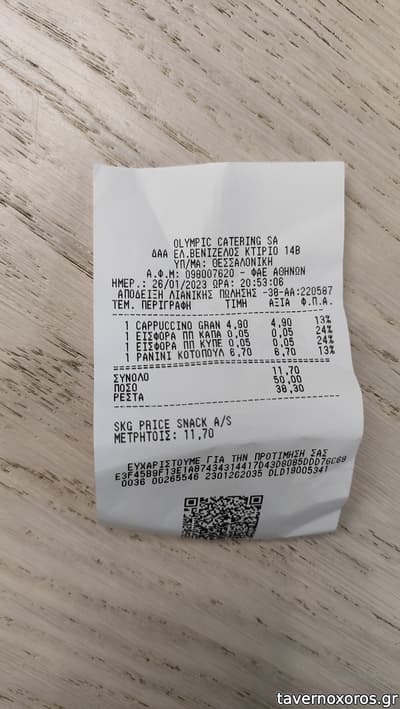 OLYMPIC CATERING SA
ΔΑΑ ΕΛ.ΒΕΝΙΖΕΛΟΣ ΚΤΙΡΙΟ 14Β
ΥΠ/ΜΑ: ΘΕΣΣΑΛΟΝΙΚΗ
Α.Φ.Μ: 098007620 - ΦΑΕ ΑΘΗΝΩΝ
ΗΜΕΡ.: 26/01/2023 ΩΡΑ: 20:53:06
ΑΠΟΔΕΙΞΗ ΛΙΑΝΙΚΗΣ ΠΩΛΗΣΗΣ -38-ΑΑ:220587
ΤΕΜ. ΠΕΡΙΓΡΑΦΗ ΤΙΜΗ ΑΞΙΑ Φ.Π.Α.
1 CAPPUCCINO GRAN 4,90 4,90 13%
1 ΕΙΣΦΟΡΑ ΠΠ ΚΑΠΑ 0,05 0,05 24%
1 ΕΙΣΦΟΡΑ ΠΠ ΚΥΠΕ 0,05 0,05 24%
1 PANINI ΚΟΤΟΠΟΥΛ 6,70 6,70 13%
ΣΥΝΟΛΟ 11,70
ΠΟΣΟ 50,00
ΡΕΣΤΑ 38,30
SKG PRICE SNACK A/S
ΜΕΤΡΗΤΟΙΣ: 11,70
ΕΥΧΑΡΙΣΤΟΥΜΕ ΓΙΑ ΤΗΝ ΠΡΟΤΙΜΗΣΗ ΣΑΣ
0036 00265546 2301262035 DLD19005341
tavernoxoros.gr